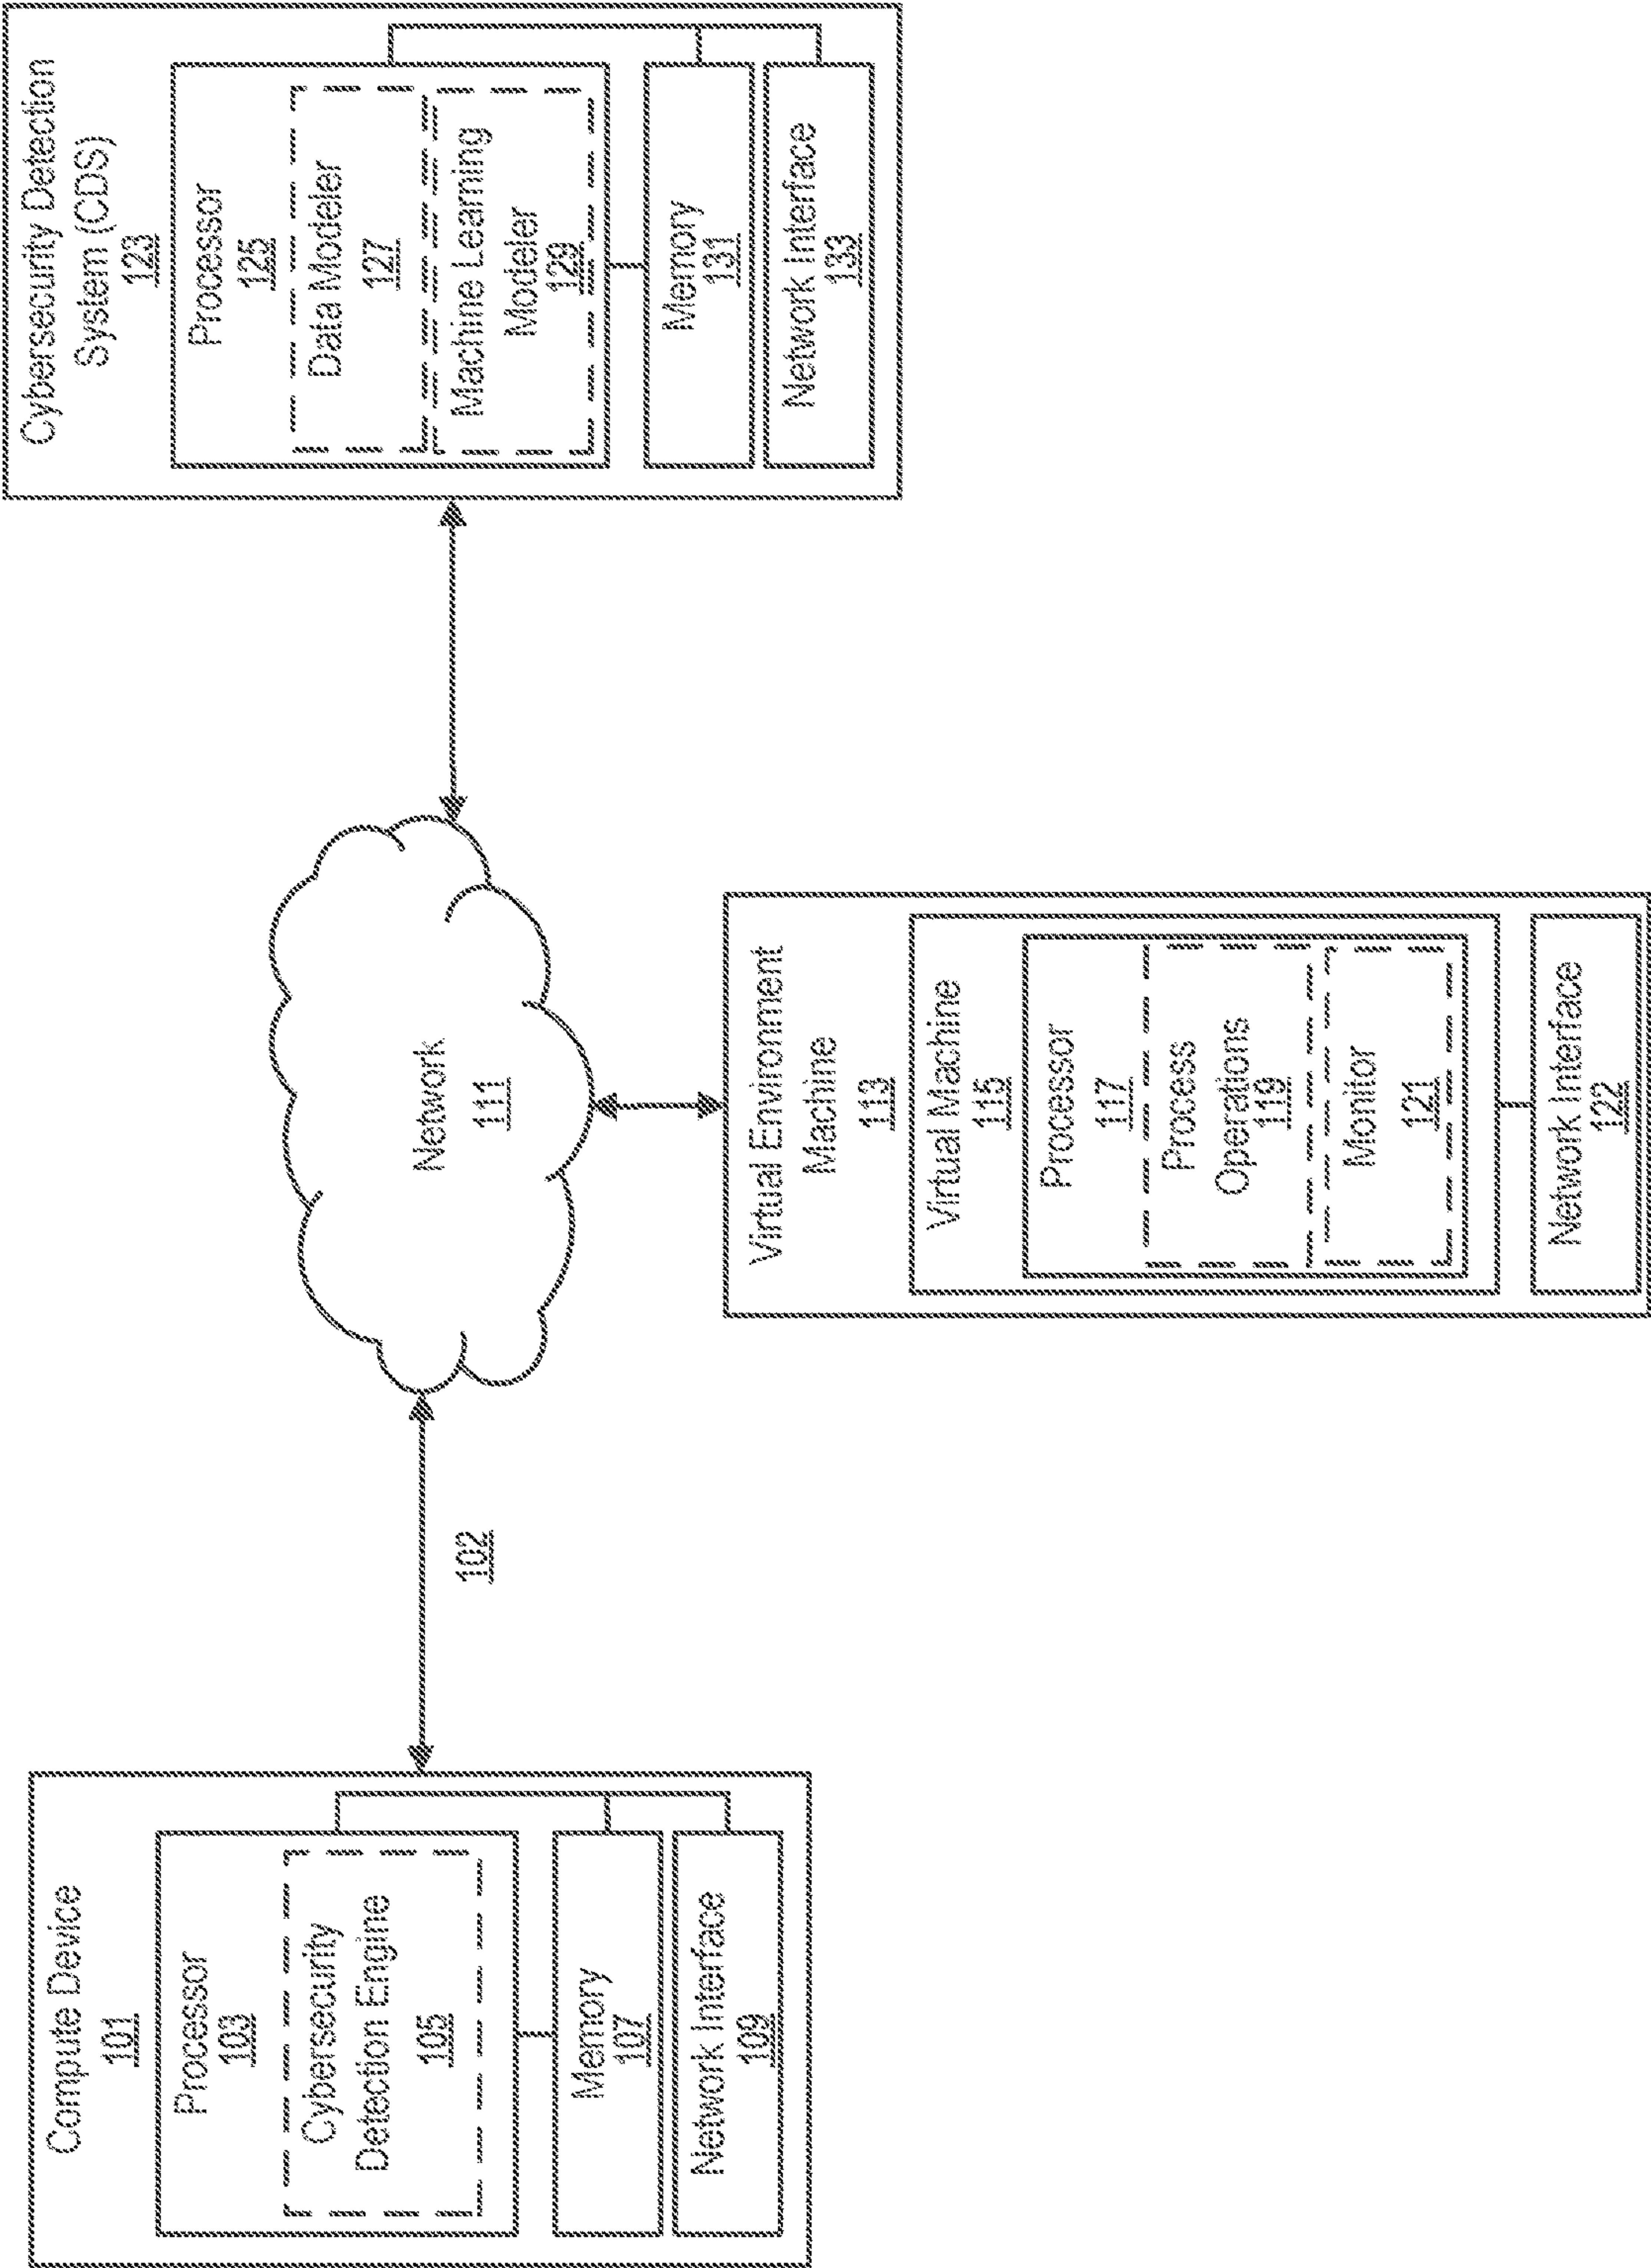 Compute Device
101
Processor
103
Cybersecurity
Detection Engine
105
Memory
107
Network Interface
109
102
Network
111
Virtual Environment
Machine
113
Virtual Machine
115
Processor
117
Process
Operations
119
Monitor
121
Network Interface
122
Cybersecurity Detection
System (CDS)
123
Processor
125
Data Modeler
127
Machine Learning
Modeler
129
Memory
131
Network Interface
133